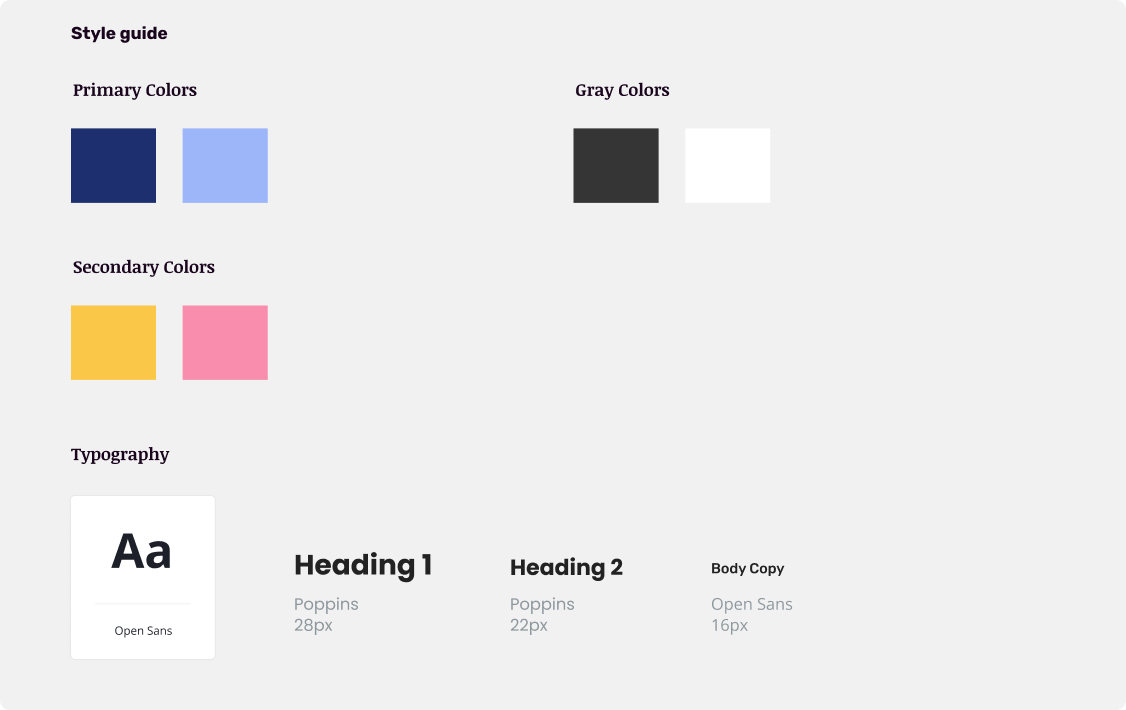 Style guide
Primary Colors
Gray Colors
Secondary Colors
Typography
Aa
Open Sans
Heading 1
Poppins
28px
Heading 2
Poppins
22px
Body Copy
Open Sans
16px